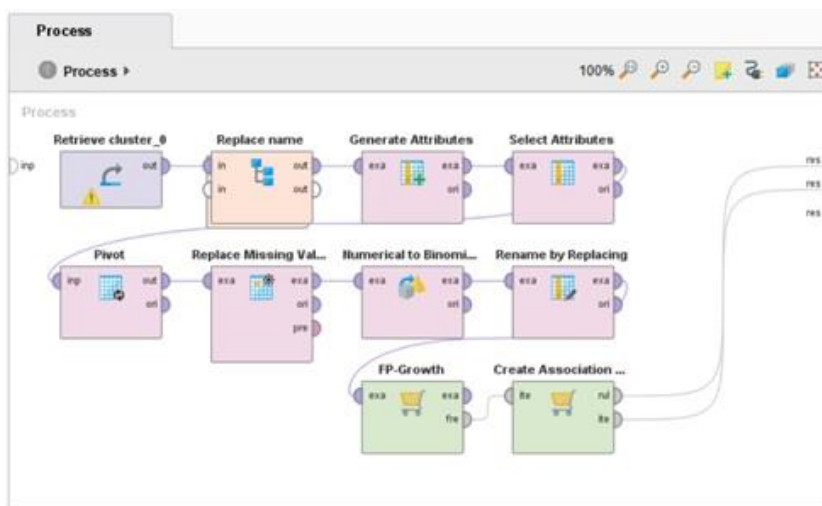 Process
Process
100%
Process
Retrieve cluster_0
Replace name
Generate Attributes
Select Attributes
inp
out
in
out
in
out
exa
exa
ori
exa
exa
ori
res
res
res
Pivot
Replace Missing Val...
Numerical to Binomi...
Rename by Replacing
inp
out
ori
exa
exa
ori
pre
exa
exa
ori
exa
exa
ori
FP-Growth
Create Association ...
exa
exa
fre
ite
rul
ite